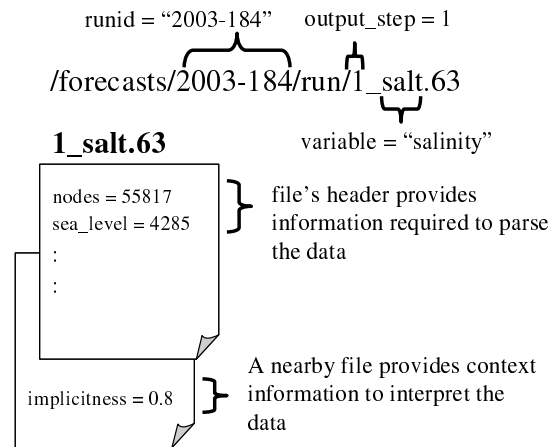 runid = “2003-184” output_step = 1
/forecasts/2003-184/run/1_salt.63
variable = “salinity”
1_salt.63
nodes = 55817
sea_level = 4285
:
:
file’s header provides
information required to parse
the data
implicitness = 0.8
A nearby file provides context
information to interpret the
data